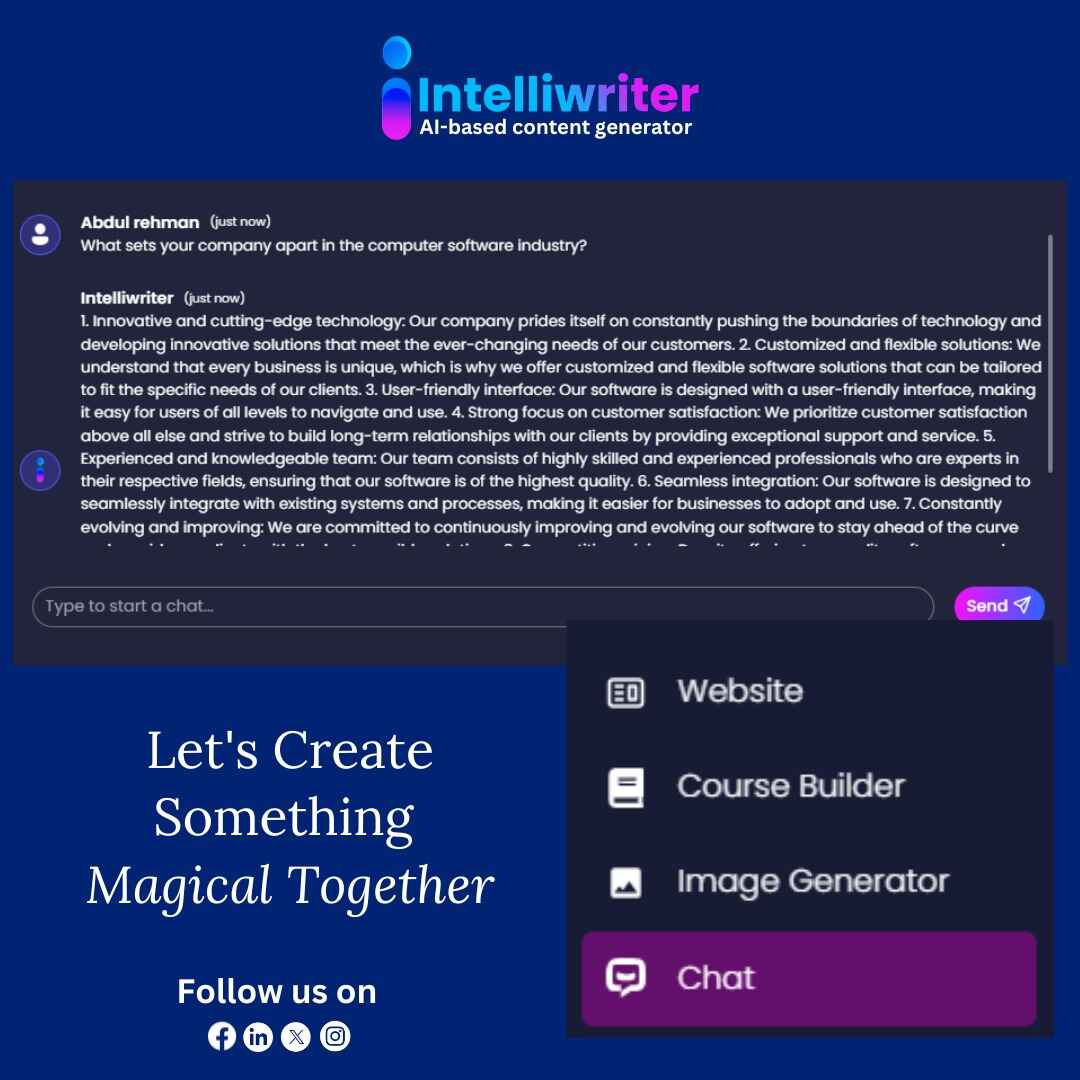 Intelliwriter
AI-based content generator
Abdul rehman (just now)
What sets your company apart in the computer software industry?
Intelliwriter (just now)
1. Innovative and cutting-edge technology: Our company prides itself on constantly pushing the boundaries of technology and
developing innovative solutions that meet the ever-changing needs of our customers. 2. Customized and flexible solutions: We
understand that every business is unique, which is why we offer customized and flexible software solutions that can be tailored
to fit the specific needs of our clients. 3. User-friendly interface: Our software is designed with a user-friendly interface, making
it easy for users of all levels to navigate and use. 4. Strong focus on customer satisfaction: We prioritize customer satisfaction
above all else and strive to build long-term relationships with our clients by providing exceptional support and service. 5.
Experienced and knowledgeable team: Our team consists of highly skilled and experienced professionals who are experts in
their respective fields, ensuring that our software is of the highest quality. 6. Seamless integration: Our software is designed to
seamlessly integrate with existing systems and processes, making it easier for businesses to adopt and use. 7. Constantly
evolving and improving: We are committed to continuously improving and evolving our software to stay ahead of the curve
Type to start a chat...
Send
Website
Course Builder
Image Generator
Chat
Let's Create
Something
Magical Together
Follow us on